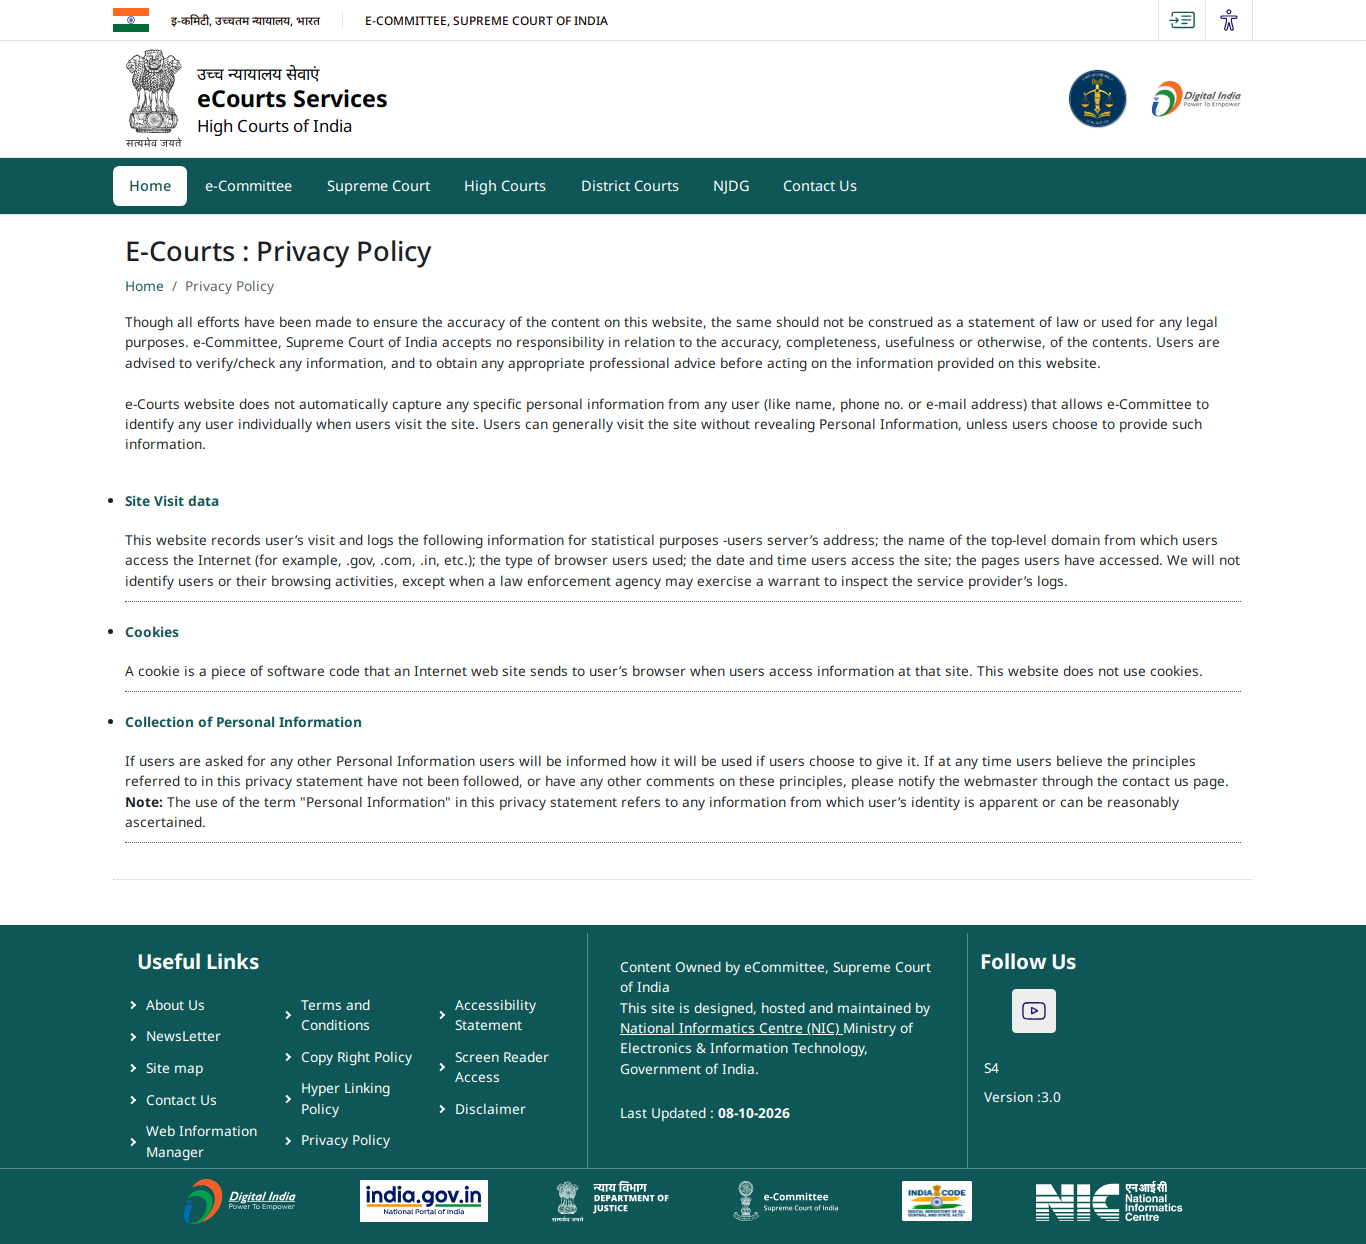 इ-कमिटी, उच्चतम न्यायालय, भारत
E-COMMITTEE, SUPREME COURT OF INDIA
सत्यमेव जयते
उच्च न्यायालय सेवाएं
eCourts Services
High Courts of India
Digital India
Power To Empower
Home
e-Committee
Supreme Court
High Courts
District Courts
NJDG
Contact Us
E-Courts : Privacy Policy
Home / Privacy Policy
Though all efforts have been made to ensure the accuracy of the content on this website, the same should not be construed as a statement of law or used for any legal
purposes. e-Committee, Supreme Court of India accepts no responsibility in relation to the accuracy, completeness, usefulness or otherwise, of the contents. Users are
advised to verify/check any information, and to obtain any appropriate professional advice before acting on the information provided on this website.
e-Courts website does not automatically capture any specific personal information from any user (like name, phone no. or e-mail address) that allows e-Committee to
identify any user individually when users visit the site. Users can generally visit the site without revealing Personal Information, unless users choose to provide such
information.
Site Visit data
This website records user’s visit and logs the following information for statistical purposes -users server’s address; the name of the top-level domain from which users
access the Internet (for example, .gov, .com, .in, etc.); the type of browser users used; the date and time users access the site; the pages users have accessed. We will not
identify users or their browsing activities, except when a law enforcement agency may exercise a warrant to inspect the service provider’s logs.
Cookies
A cookie is a piece of software code that an Internet web site sends to user’s browser when users access information at that site. This website does not use cookies.
Collection of Personal Information
If users are asked for any other Personal Information users will be informed how it will be used if users choose to give it. If at any time users believe the principles
referred to in this privacy statement have not been followed, or have any other comments on these principles, please notify the webmaster through the contact us page.
Note: The use of the term "Personal Information" in this privacy statement refers to any information from which user’s identity is apparent or can be reasonably
ascertained.
Useful Links
About Us
NewsLetter
Site map
Contact Us
Web Information
Manager
Terms and
Conditions
Copy Right Policy
Hyper Linking
Policy
Privacy Policy
Accessibility
Statement
Screen Reader
Access
Disclaimer
Content Owned by eCommittee, Supreme Court
of India
This site is designed, hosted and maintained by
National Informatics Centre (NIC) Ministry of
Electronics & Information Technology,
Government of India.
Last Updated : 08-10-2026
Follow Us
S4
Version :3.0
Digital India
Power To Empower
india.gov.in
National Portal of India
सत्यमेव जयते
न्याय विभाग
DEPARTMENT OF
JUSTICE
e-Committee
Supreme Court of India
INDIA CODE
DIGITAL REPOSITORY OF ALL
CENTRAL AND STATE ACTS
NIC
एनआईसी
National
Informatics
Centre